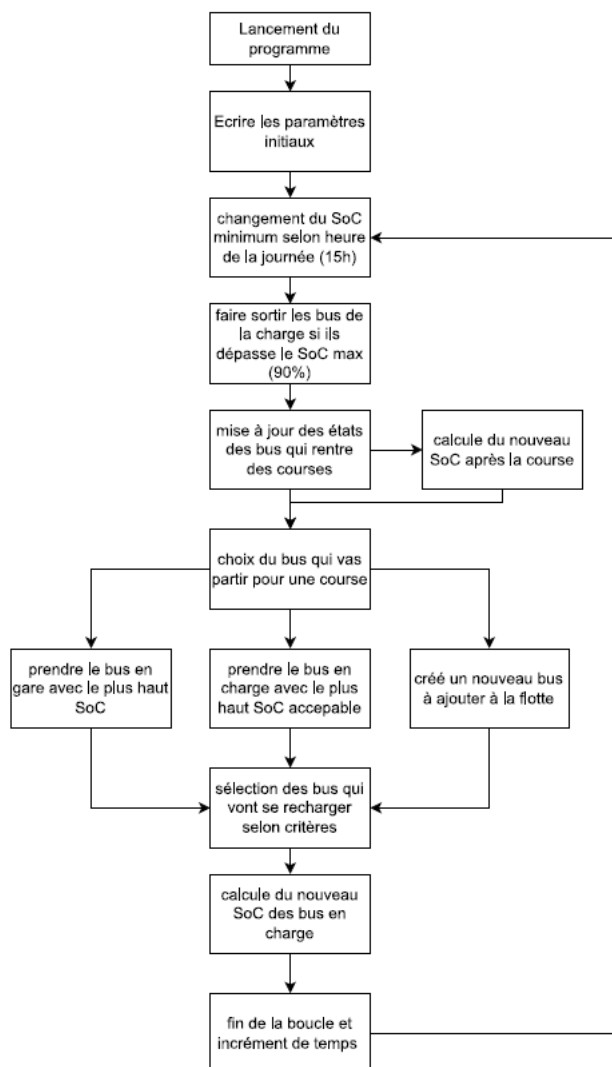 Lancement du
programme
Ecrire les paramètres
initiaux
changement du SoC
minimum selon heure
de la journée (15h)
faire sortir les bus de
la charge si ils
dépasse le SoC max
(90%)
mise à jour des états
des bus qui rentre
des courses
calcule du nouveau
SoC après la course
choix du bus qui vas
partir pour une course
prendre le bus en
gare avec le plus haut
SoC
prendre le bus en
charge avec le plus
haut SoC accepable
créé un nouveau bus
à ajouter à la flotte
sélection des bus qui
vont se recharger
selon critères
calcule du nouveau
SoC des bus en
charge
fin de la boucle et
incrément de temps